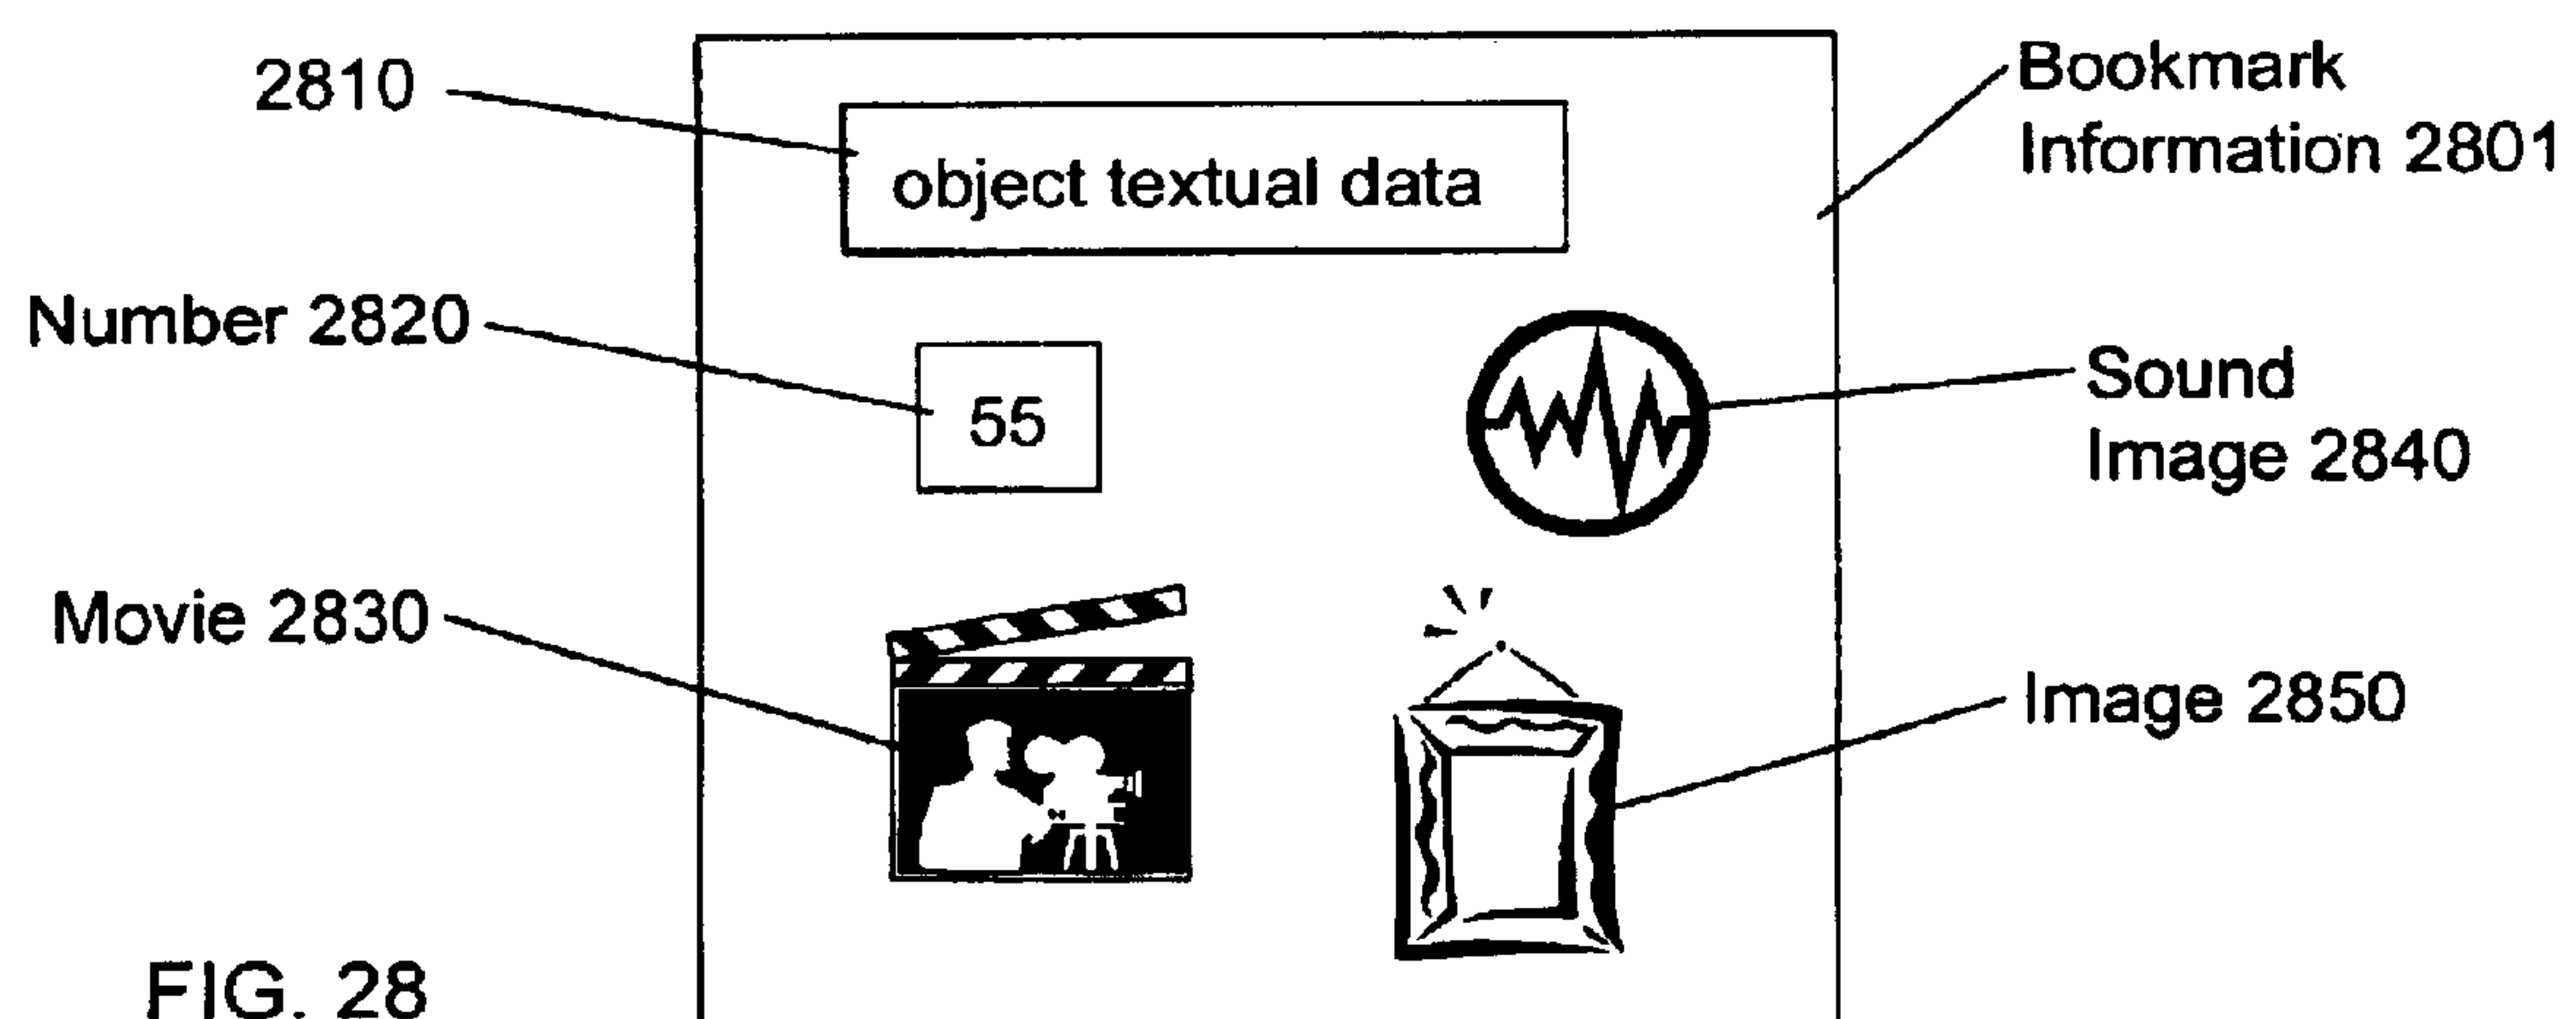 2810
object textual data
Bookmark
Information 2801
Number 2820
55
Sound
Image 2840
Movie 2830
Image 2850
FIG. 28